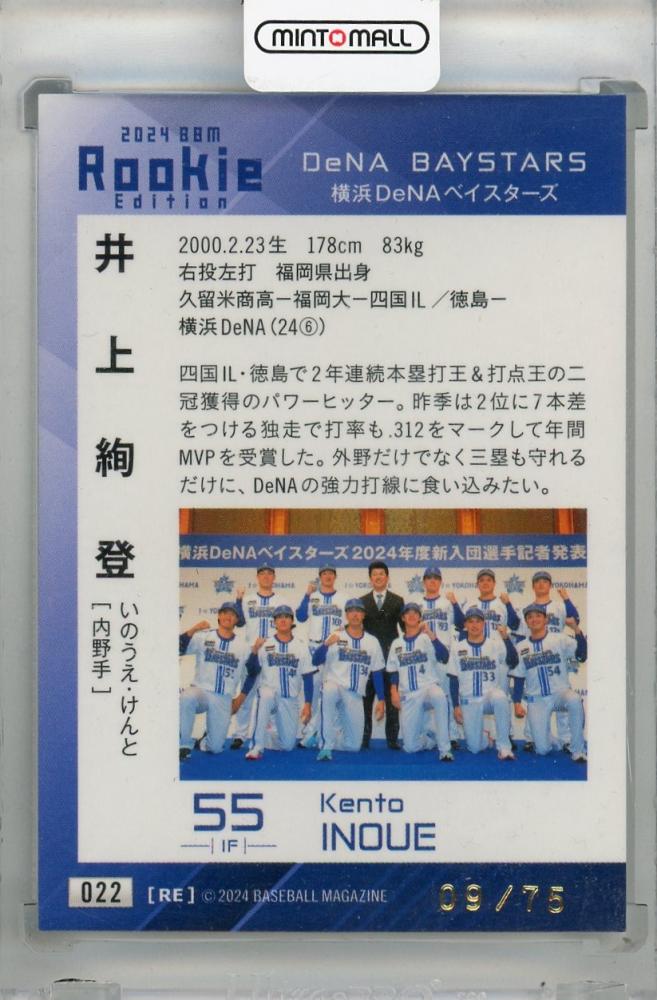 MINTOMALL
2024 BBM
Rookie
Edition
DeNA BAYSTARS
横浜DeNAベイスターズ
井上絢登
いのうえ・けんと
[内野手]
2000.2.23生 178cm 83kg
右投左打 福岡県出身
久留米商高ー福岡大ー四国IL／徳島ー
横浜DeNA(24⑥)
四国IL・徳島で2年連続本塁打王&打点王の二
冠獲得のパワーヒッター。昨季は2位に7本差
をつける独走で打率も.312をマークして年間
MVPを受賞した。外野だけでなく三塁も守れる
だけに、DeNAの強力打線に食い込みたい。
横浜DeNAベイスターズ2024年度新入団選手記者発表
55
IF
Kento
INOUE
022
[RE] ©2024 BASEBALL MAGAZINE
09/75